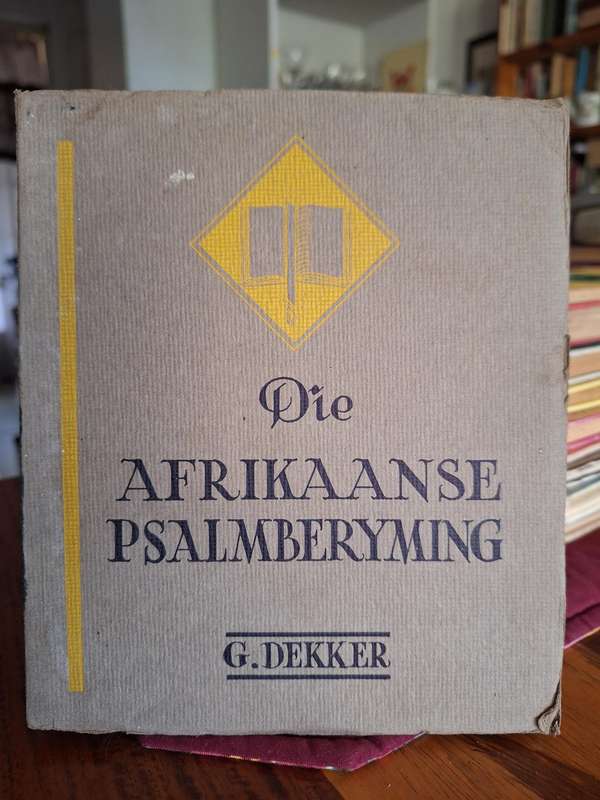 Die
AFRIKAANSE
PSALMBERYMING
G. DEKKER